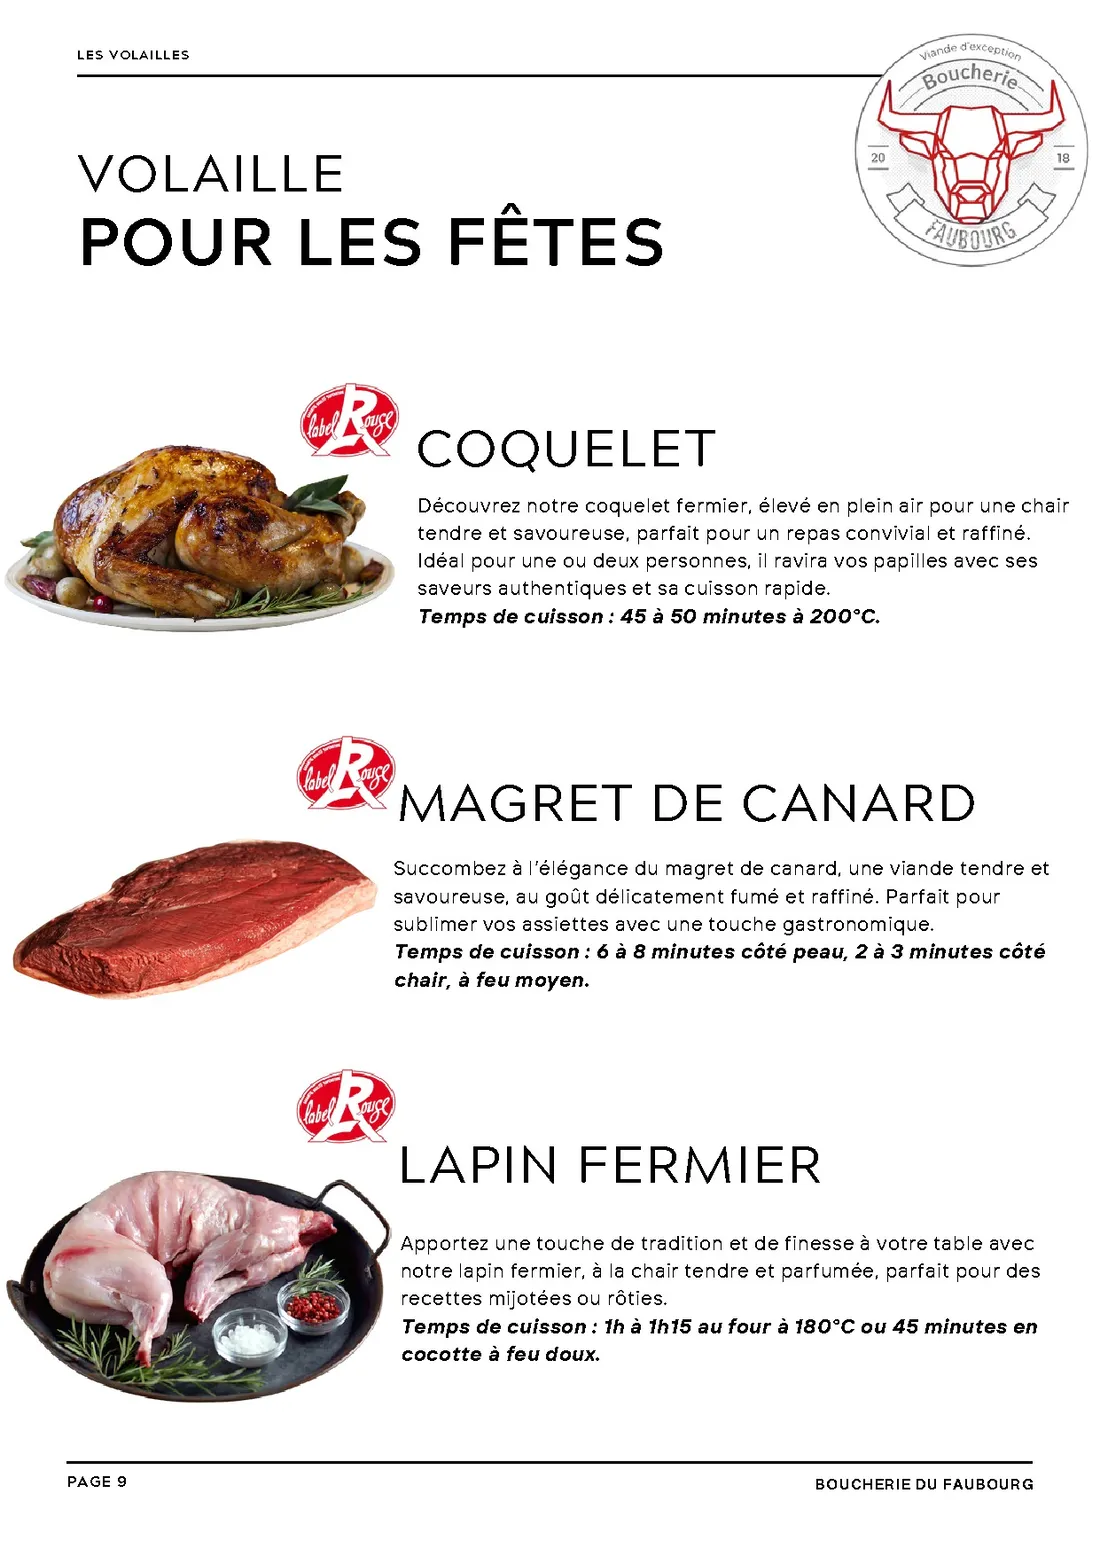 LES VOLAILLES
Viande d'exception
Boucherie
20 18
FAUBOURG
VOLAILLE
POUR LES FÊTES
label Rouge
COQUELET
Découvrez notre coquelet fermier, élevé en plein air pour une chair
tendre et savoureuse, parfait pour un repas convivial et raffiné.
Idéal pour une ou deux personnes, il ravira vos papilles avec ses
saveurs authentiques et sa cuisson rapide.
Temps de cuisson : 45 à 50 minutes à 200°C.
label Rouge
MAGRET DE CANARD
Succombez à l'élégance du magret de canard, une viande tendre et
savoureuse, au goût délicatement fumé et raffiné. Parfait pour
sublimer vos assiettes avec une touche gastronomique.
Temps de cuisson : 6 à 8 minutes côté peau, 2 à 3 minutes côté
chair, à feu moyen.
label Rouge
LAPIN FERMIER
Apportez une touche de tradition et de finesse à votre table avec
notre lapin fermier, à la chair tendre et parfumée, parfait pour des
recettes mijotées ou rôties.
Temps de cuisson : 1h à 1h15 au four à 180°C ou 45 minutes en
cocotte à feu doux.
PAGE 9
BOUCHERIE DU FAUBOURG